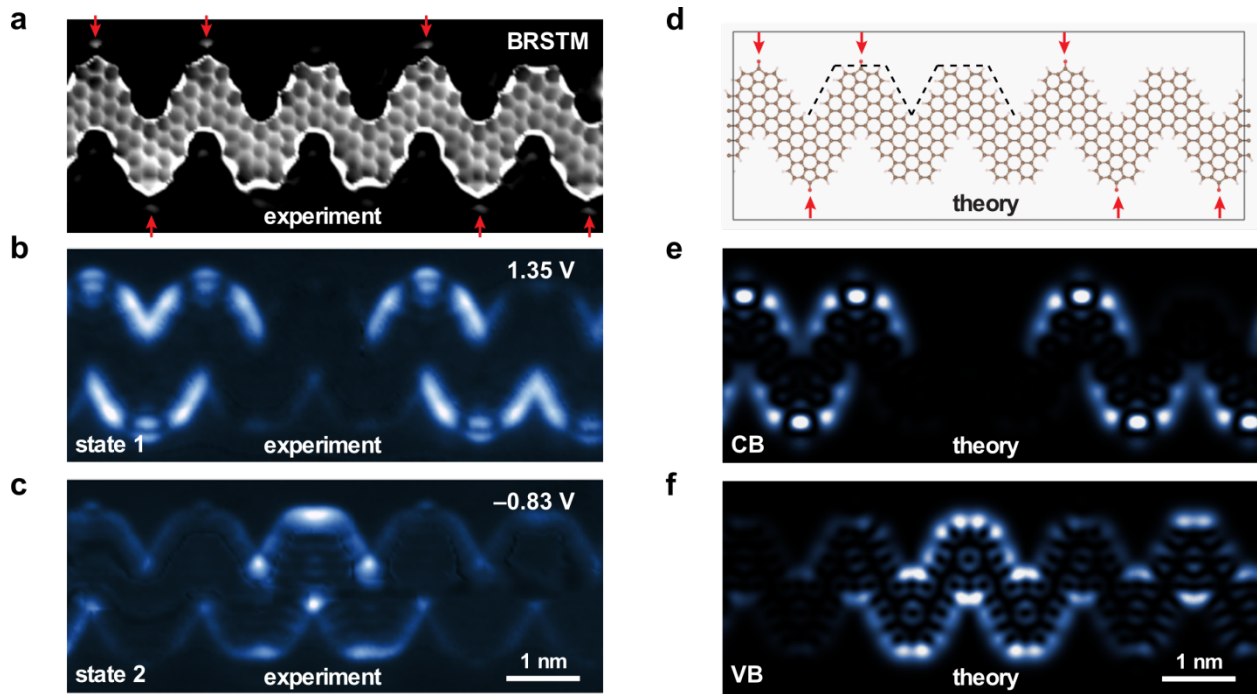 a
BRSTM
experiment
b
1.35 V
state 1
experiment
c
–0.83 V
state 2
experiment
1 nm
d
theory
e
CB
theory
f
VB
theory
1 nm